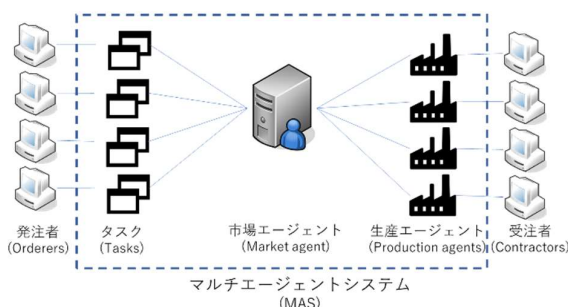 発注者
(Orderers)
タスク
(Tasks)
市場エージェント
(Market agent)
生産エージェント
(Production agents)
受注者
(Contractors)
マルチエージェントシステム
(MAS)